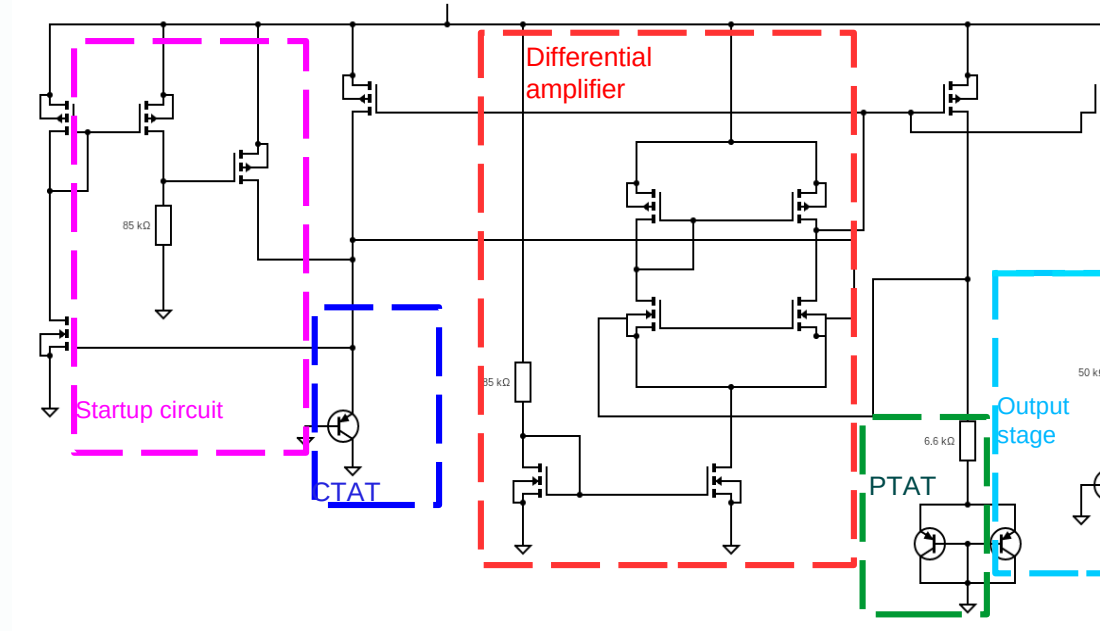 Differential
amplifier
85 kΩ
Startup circuit
CTAT
85 kΩ
PTAT
6.6 kΩ
Output
stage